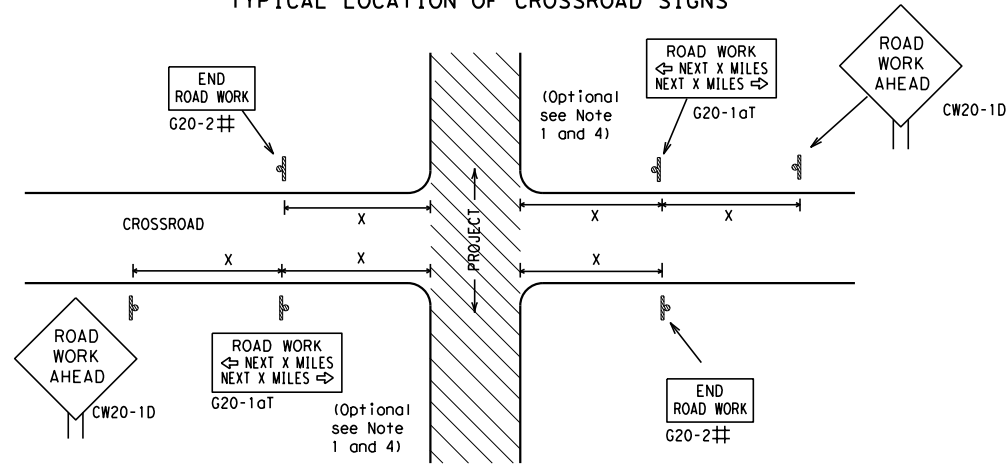 TYPICAL LOCATION OF CROSSROAD SIGNS
END
ROAD WORK
G20-2#
(Optional
see Note
1 and 4)
ROAD WORK
⇦ NEXT X MILES
NEXT X MILES ⇨
G20-1aT
ROAD
WORK
AHEAD
CW20-1D
X
X
X
CROSSROAD
PROJECT
X
X
X
ROAD
WORK
AHEAD
CW20-1D
ROAD WORK
⇦ NEXT X MILES
NEXT X MILES ⇨
G20-1aT
(Optional
see Note
1 and 4)
END
ROAD WORK
G20-2#